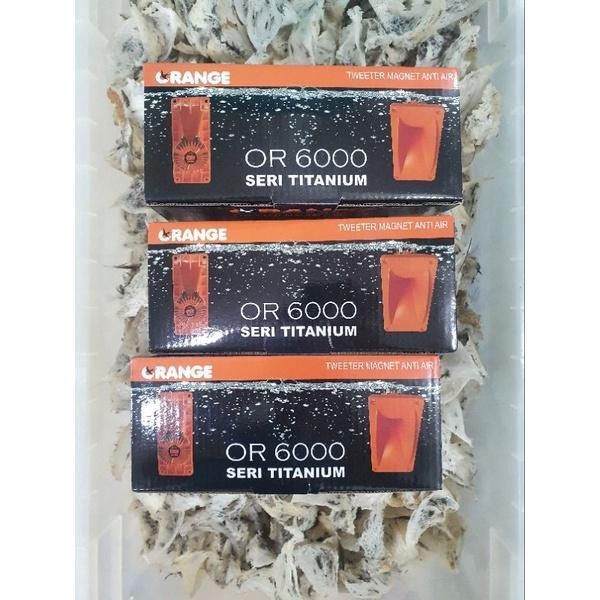 ORANGE
TWEETER MAGNET ANTI AIR
OR 6000
SERI TITANIUM
ORANGE
ORANGE
TWEETER MAGNET ANTI AIR
OR 6000
SERI TITANIUM
ORANGE
TWEETER MAGNET ANTI AIR
OR 6000
SERI TITANIUM